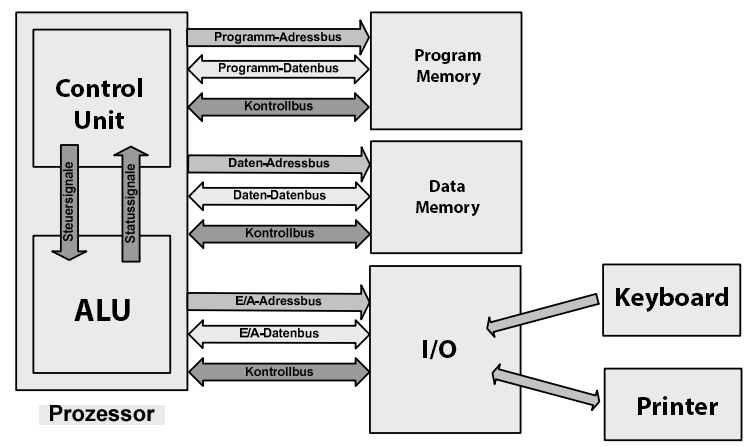 Control
Unit
Steuersignale
Statussignale
ALU
Prozessor
Programm-Adressbus
Programm-Datenbus
Kontrollbus
Program
Memory
Daten-Adressbus
Daten-Datenbus
Kontrollbus
Data
Memory
E/A-Adressbus
E/A-Datenbus
Kontrollbus
I/O
Keyboard
Printer